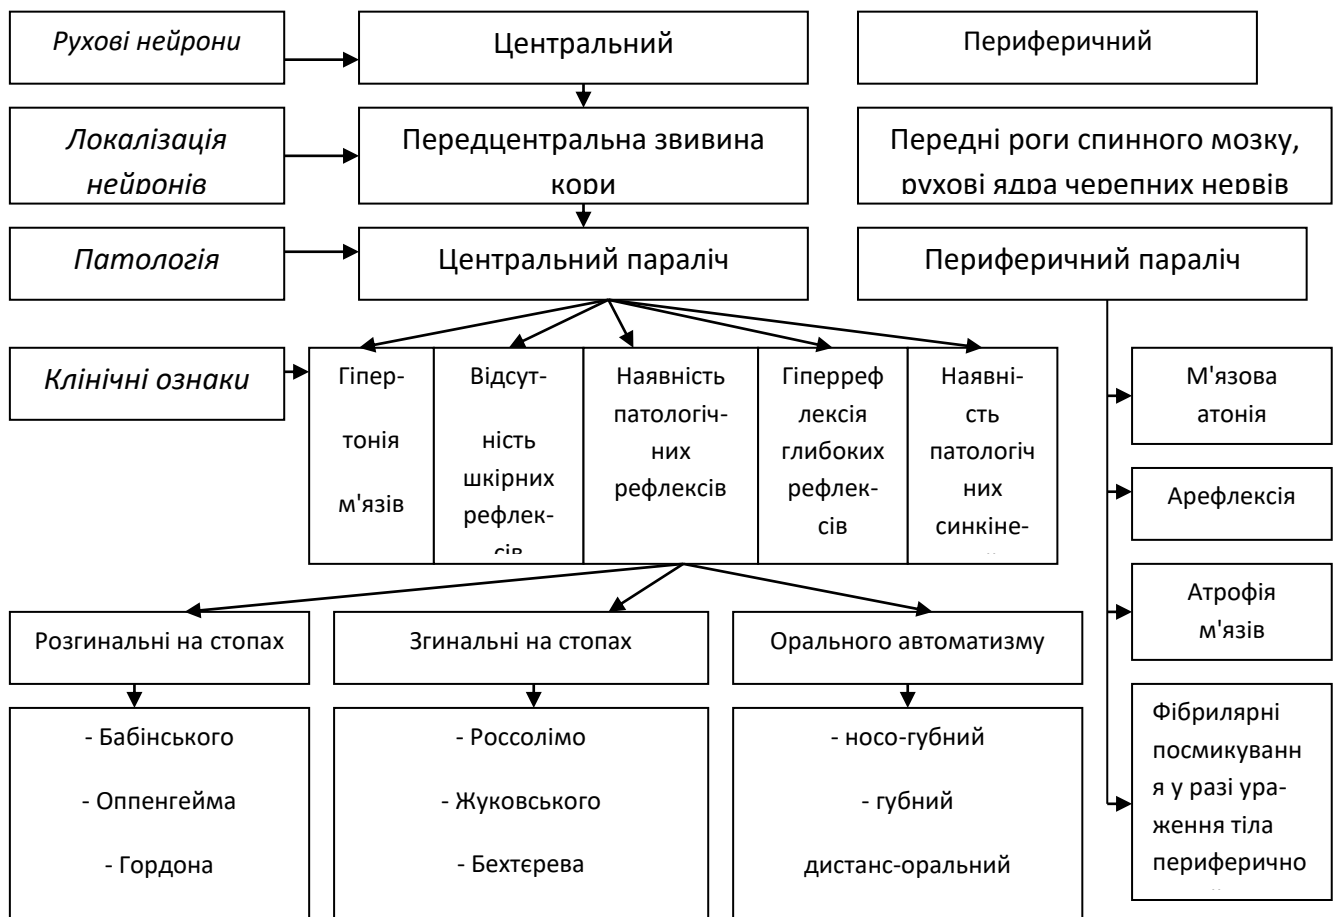 Рухові нейрони
Центральний
Периферичний
Локалізація
нейронів
Передцентральна звивина
кори
Передні роги спинного мозку,
рухові ядра черепних нервів
Патологія
Центральний параліч
Периферичний параліч
Клінічні ознаки
Гіпер-
тонія
м'язів
Відсут-
ність
шкірних
рефлек-
сів
Наявність
патологіч-
них
рефлексів
Гіперреф
лексія
глибоких
рефлек-
сів
Наявні-
сть
патологіч
них
синкіне-
М'язова
атонія
Арефлексія
Атрофія
м'язів
Фібрилярні
посмикуванн
я у разі ура-
ження тіла
периферично
Розгинальні на стопах
Згинальні на стопах
Орального автоматизму
- Бабінського
- Оппенгейма
- Гордона
- Россолімо
- Жуковського
- Бехтєрева
- носо-губний
- губний
дистанс-оральний